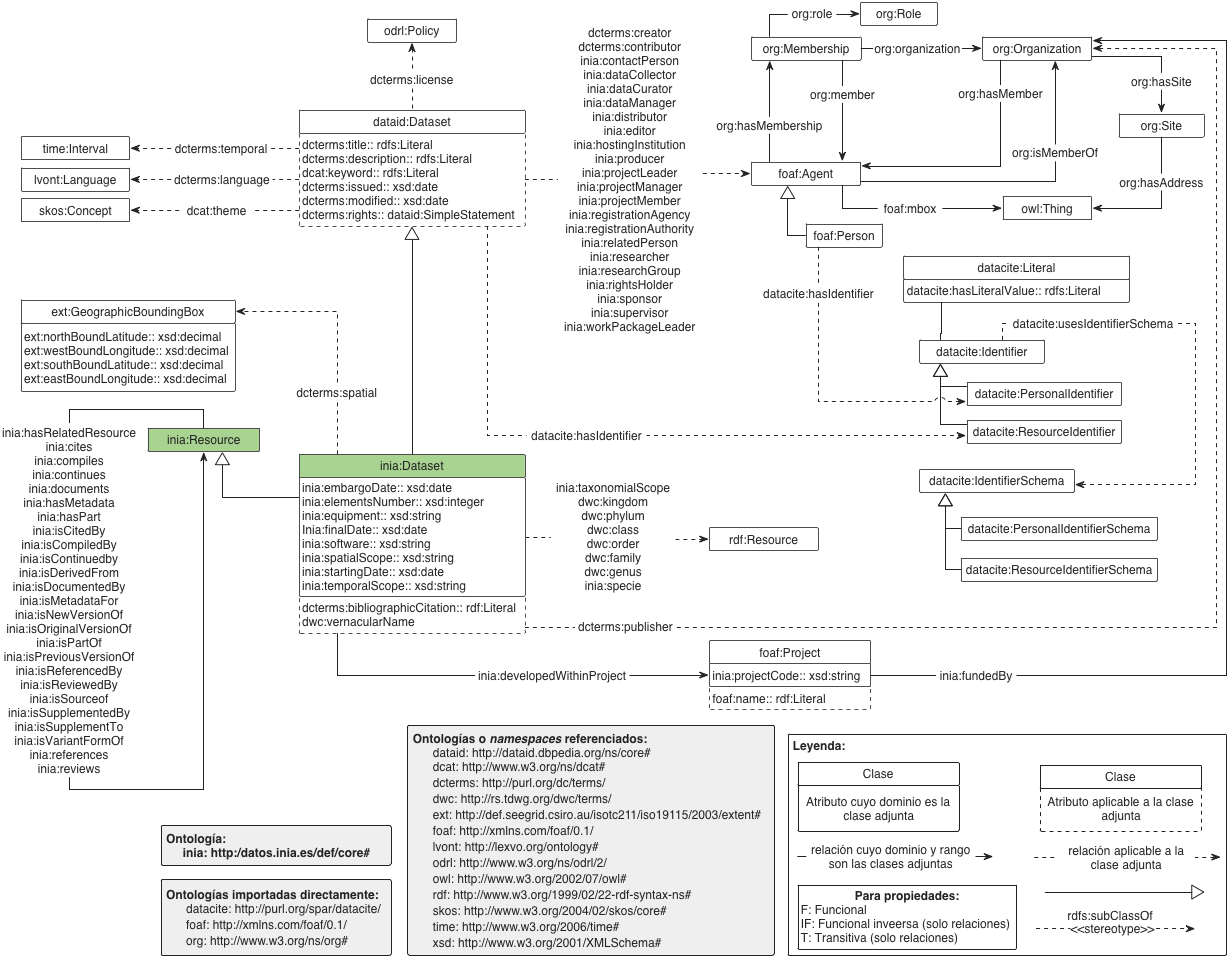 odrl:Policy
dcterms:license
dataid:Dataset
dcterms:title:: rdfs:Literal
dcterms:description:: rdfs:Literal
dcat:keyword:: rdfs:Literal
dcterms:issued:: xsd:date
dcterms:modified:: xsd:date
dcterms:rights:: dataid:SimpleStatement
time:Interval
dcterms:temporal
lvont:Language
dcterms:language
skos:Concept
dcat:theme
dcterms:creator
dcterms:contributor
inia:contactPerson
inia:dataCollector
inia:dataCurator
inia:dataManager
inia:distributor
inia:editor
inia:hostingInstitution
inia:producer
inia:projectLeader
inia:projectManager
inia:projectMember
inia:registrationAgency
inia:registrationAuthority
inia:relatedPerson
inia:researcher
inia:researchGroup
inia:rightsHolder
inia:sponsor
inia:supervisor
inia:workPackageLeader
org:role
org:Role
org:Membership
org:organization
org:Organization
org:member
org:hasMember
org:hasSite
org:hasMembership
org:Site
org:isMemberOf
foaf:Agent
org:hasAddress
foaf:mbox
owl:Thing
foaf:Person
datacite:hasIdentifier
datacite:Literal
datacite:hasLiteralValue:: rdfs:Literal
datacite:usesIdentifierSchema
datacite:Identifier
datacite:PersonalIdentifier
datacite:ResourceIdentifier
datacite:hasIdentifier
datacite:IdentifierSchema
datacite:PersonalIdentifierSchema
datacite:ResourceIdentifierSchema
ext:GeographicBoundingBox
ext:northBoundLatitude:: xsd:decimal
ext:westBoundLongitude:: xsd:decimal
ext:southBoundLatitude:: xsd:decimal
ext:eastBoundLongitude:: xsd:decimal
dcterms:spatial
inia:Resource
inia:hasRelatedResource
inia:cites
inia:compiles
inia:continues
inia:documents
inia:hasMetadata
inia:hasPart
inia:isCitedBy
inia:isCompiledBy
inia:isContinuedby
inia:isDerivedFrom
inia:isDocumentedBy
inia:isMetadataFor
inia:isNewVersionOf
inia:isOriginalVersionOf
inia:isPartOf
inia:isPreviousVersionOf
inia:isReferencedBy
inia:isReviewedBy
inia:isSourceof
inia:isSupplementedBy
inia:isSupplementTo
inia:isVariantFormOf
inia:references
inia:reviews
inia:Dataset
inia:embargoDate:: xsd:date
inia:elementsNumber:: xsd:integer
inia:equipment:: xsd:string
inia:finalDate:: xsd:date
inia:software:: xsd:string
inia:spatialScope:: xsd:string
inia:startingDate:: xsd:date
inia:temporalScope:: xsd:string
dcterms:bibliographicCitation:: rdf:Literal
dwc:vernacularName
inia:taxonomialScope
dwc:kingdom
dwc:phylum
dwc:class
dwc:order
dwc:family
dwc:genus
inia:specie
rdf:Resource
dcterms:publisher
inia:developedWithinProject
foaf:Project
inia:projectCode:: xsd:string
foaf:name:: rdf:Literal
inia:fundedBy
Ontología:
inia: http:/datos.inia.es/def/core#
Ontologías importadas directamente:
datacite: http://purl.org/spar/datacite/
foaf: http://xmlns.com/foaf/0.1/
org: http://www.w3.org/ns/org#
Ontologías o namespaces referenciados:
dataid: http://dataid.dbpedia.org/ns/core#
dcat: http://www.w3.org/ns/dcat#
dcterms: http://purl.org/dc/terms/
dwc: http://rs.tdwg.org/dwc/terms/
ext: http://def.seegrid.csiro.au/isotc211/iso19115/2003/extent#
foaf: http://xmlns.com/foaf/0.1/
lvont: http://lexvo.org/ontology#
odrl: http://www.w3.org/ns/odrl/2/
owl: http://www.w3.org/2002/07/owl#
rdf: http://www.w3.org/1999/02/22-rdf-syntax-ns#
skos: http://www.w3.org/2004/02/skos/core#
time: http://www.w3.org/2006/time#
xsd: http://www.w3.org/2001/XMLSchema#
Leyenda:
Clase
Atributo cuyo dominio es la
clase adjunta
Clase
Atributo aplicable a la clase
adjunta
relación cuyo dominio y rango
son las clases adjuntas
relación aplicable a la
clase adjunta
Para propiedades:
F: Funcional
IF: Funcional inversa (solo relaciones)
T: Transitiva (solo relaciones)
rdfs:subClassOf
<<stereotype>>